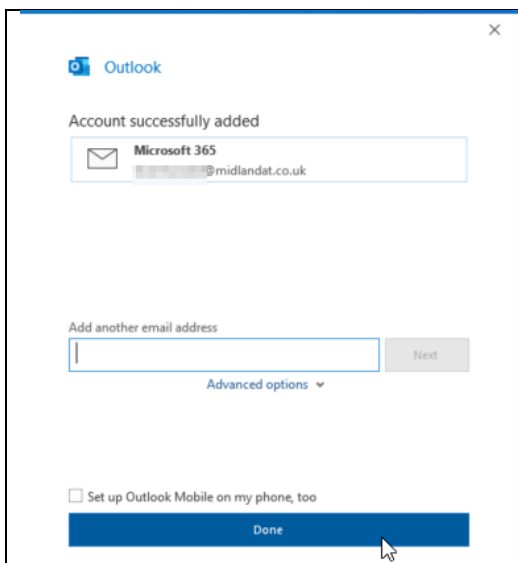 Outlook
Account successfully added
Microsoft 365
@midlandat.co.uk
Add another email address
Next
Advanced options
Set up Outlook Mobile on my phone, too
Done